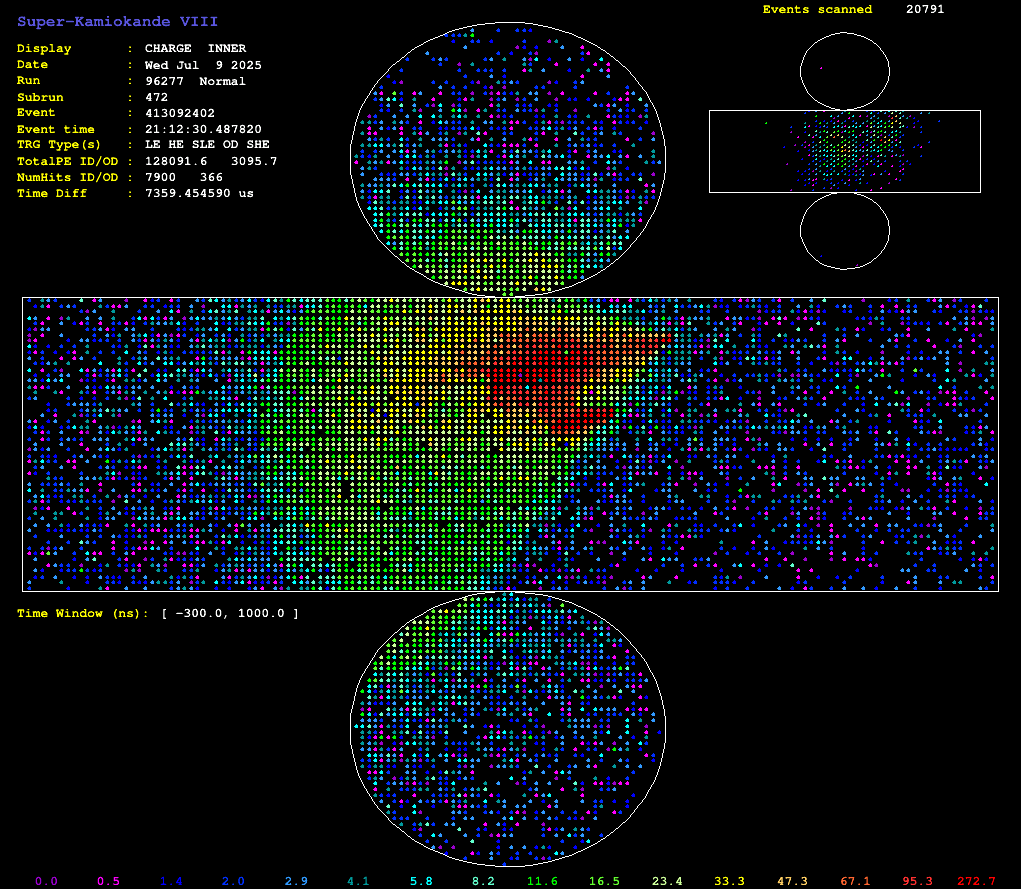 Super-Kamiokande VIII
Events scanned 20791
Display : CHARGE INNER
Date : Wed Jul 9 2025
Run : 96277 Normal
Subrun : 472
Event : 413092402
Event time : 21:12:30.487820
TRG Type(s) : LE HE SLE OD SHE
TotalPE ID/OD : 128091.6 3095.7
NumHits ID/OD : 7900 366
Time Diff : 7359.454590 us
Time Window (ns): [ -300.0, 1000.0 ]
0.0 0.5 1.4 2.0 2.9 4.1 5.8 8.2 11.6 16.5 23.4 33.3 47.3 67.1 95.3 272.7